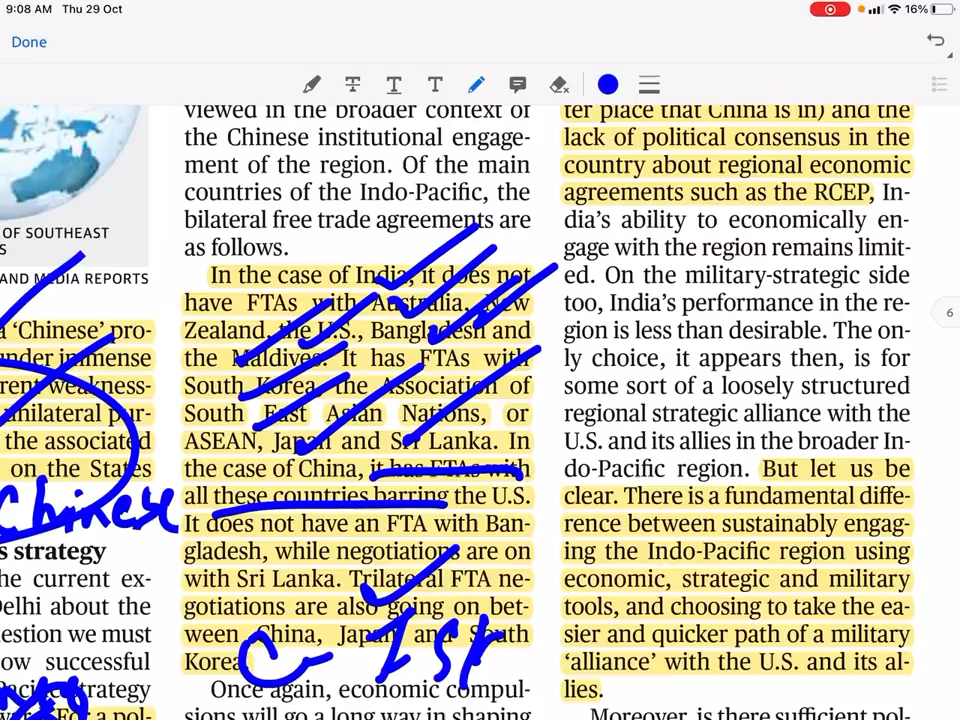 9:08 AM Thu 29 Oct
16%
Done
OF SOUTHEAST
S
AND MEDIA REPORTS
a ‘Chinese’ pro-
under immense
rent weakness-
unilateral pur-
the associated
on the States
Chinese
s strategy
he current ex-
Delhi about the
estion we must
ow successful
Pacific strategy
For a pol-
viewed in the broader context of
the Chinese institutional engage-
ment of the region. Of the main
countries of the Indo-Pacific, the
bilateral free trade agreements are
as follows.
In the case of India, it does not
have FTAs with Australia, New
Zealand, the U.S., Bangladesh and
the Maldives. It has FTAs with
South Korea, the Association of
South East Asian Nations, or
ASEAN, Japan and Sri Lanka. In
the case of China, it has FTAs with
all these countries barring the U.S.
It does not have an FTA with Ban-
gladesh, while negotiations are on
with Sri Lanka. Trilateral FTA ne-
gotiations are also going on bet-
ween China, Japan and South
Korea.
Once again, economic compul-
sions will go a long way in shaping
ter place that China is in) and the
lack of political consensus in the
country about regional economic
agreements such as the RCEP, In-
dia’s ability to economically en-
gage with the region remains limit-
ed. On the military-strategic side
too, India’s performance in the re-
gion is less than desirable. The on-
ly choice, it appears then, is for
some sort of a loosely structured
regional strategic alliance with the
U.S. and its allies in the broader In-
do-Pacific region. But let us be
clear. There is a fundamental diffe-
rence between sustainably engag-
ing the Indo-Pacific region using
economic, strategic and military
tools, and choosing to take the ea-
sier and quicker path of a military
‘alliance’ with the U.S. and its al-
lies.
Moreover, is there sufficient pol-
6